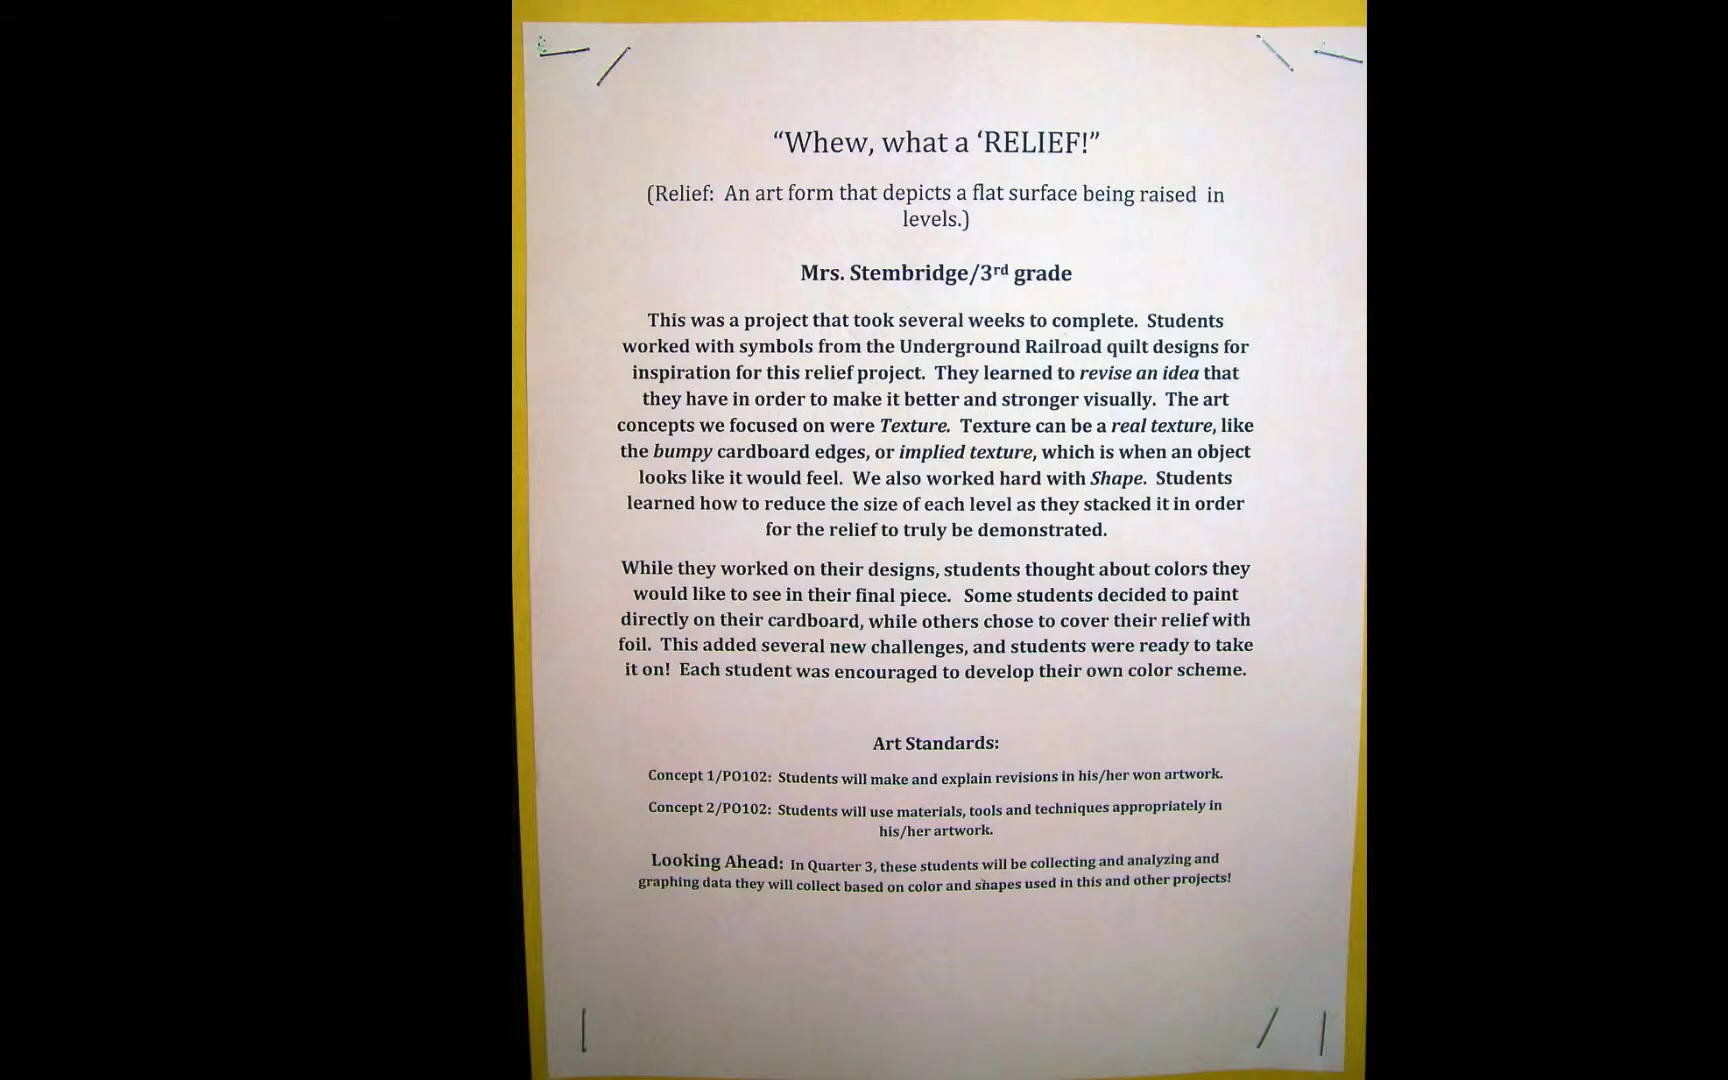 “Whew, what a ‘RELIEF!”
(Relief:  An art form that depicts a flat surface being raised  in
levels.)
Mrs. Stembridge/3rd grade
This was a project that took several weeks to complete.  Students
worked with symbols from the Underground Railroad quilt designs for
inspiration for this relief project.  They learned to revise an idea that
they have in order to make it better and stronger visually.  The art
concepts we focused on were Texture.  Texture can be a real texture, like
the bumpy cardboard edges, or implied texture, which is when an object
looks like it would feel.  We also worked hard with Shape.  Students
learned how to reduce the size of each level as they stacked it in order
for the relief to truly be demonstrated.
While they worked on their designs, students thought about colors they
would like to see in their final piece.   Some students decided to paint
directly on their cardboard, while others chose to cover their relief with
foil.  This added several new challenges, and students were ready to take
it on!  Each student was encouraged to develop their own color scheme.
Art Standards:
Concept 1/PO102:  Students will make and explain revisions in his/her won artwork.
Concept 2/PO102:  Students will use materials, tools and techniques appropriately in
his/her artwork.
Looking Ahead:  In Quarter 3, these students will be collecting and analyzing and
graphing data they will collect based on color and shapes used in this and other projects!